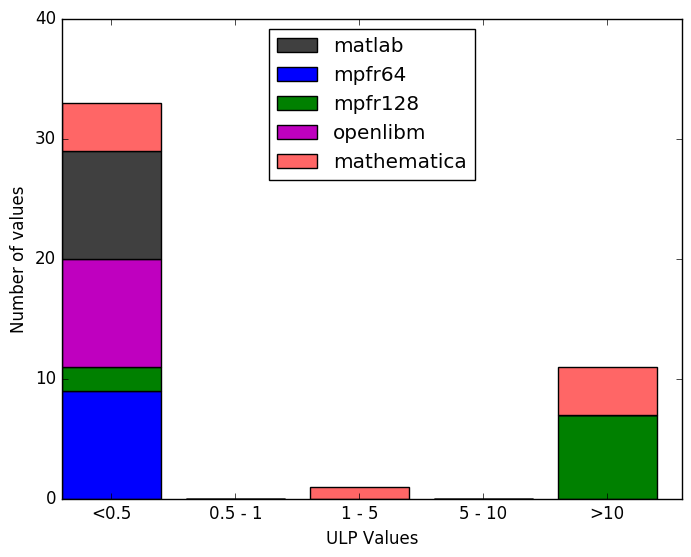 40
30
20
10
0
Number of values
matlab
mpfr64
mpfr128
openlibm
mathematica
<0.5
0.5 - 1
1 - 5
5 - 10
>10
ULP Values